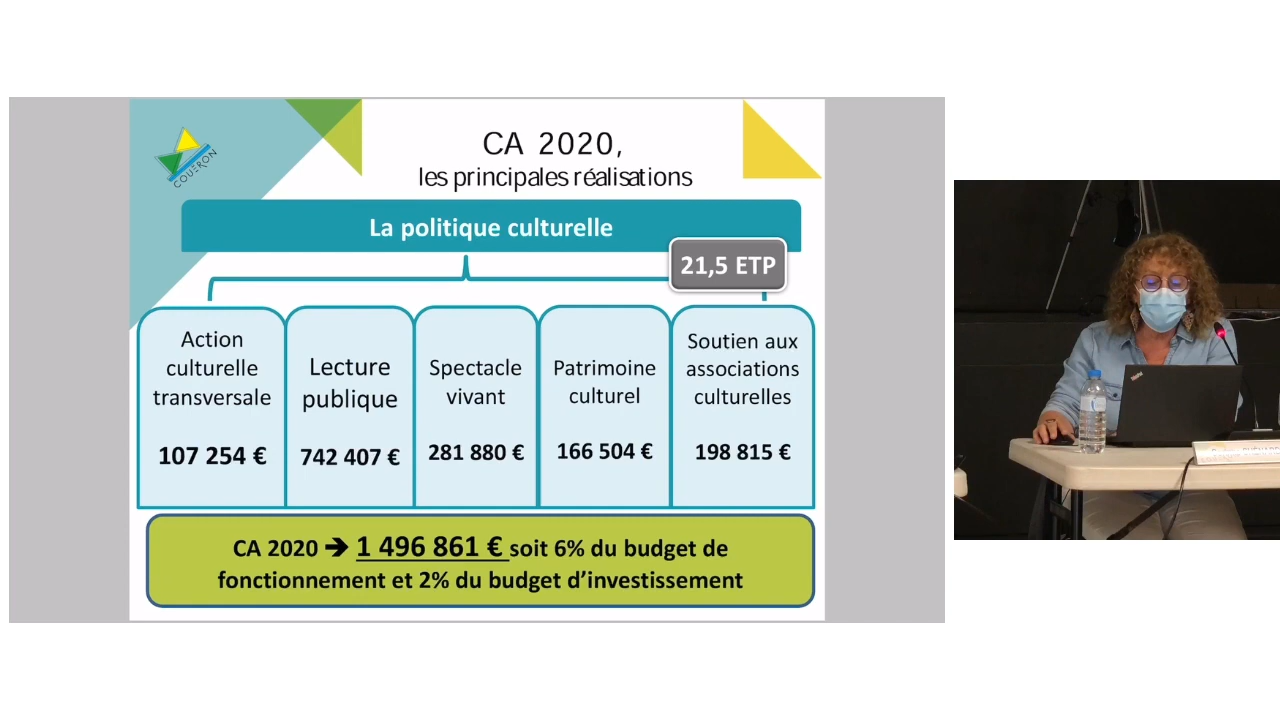 COUËRON
CA 2020,
les principales réalisations
La politique culturelle
21,5 ETP
Action
culturelle
transversale
107 254 €
Lecture
publique
742 407 €
Spectacle
vivant
281 880 €
Patrimoine
culturel
166 504 €
Soutien aux
associations
culturelles
198 815 €
CA 2020 ➔ 1 496 861 € soit 6% du budget de
fonctionnement et 2% du budget d’investissement
ThinkPad